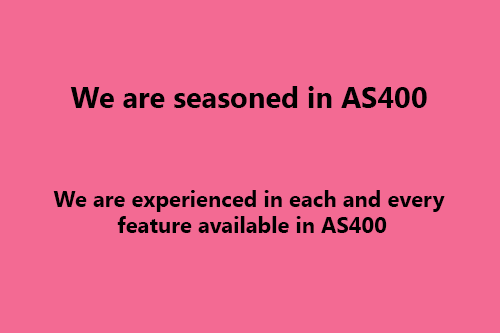 We are seasoned in AS400
We are experienced in each and every
feature available in AS400